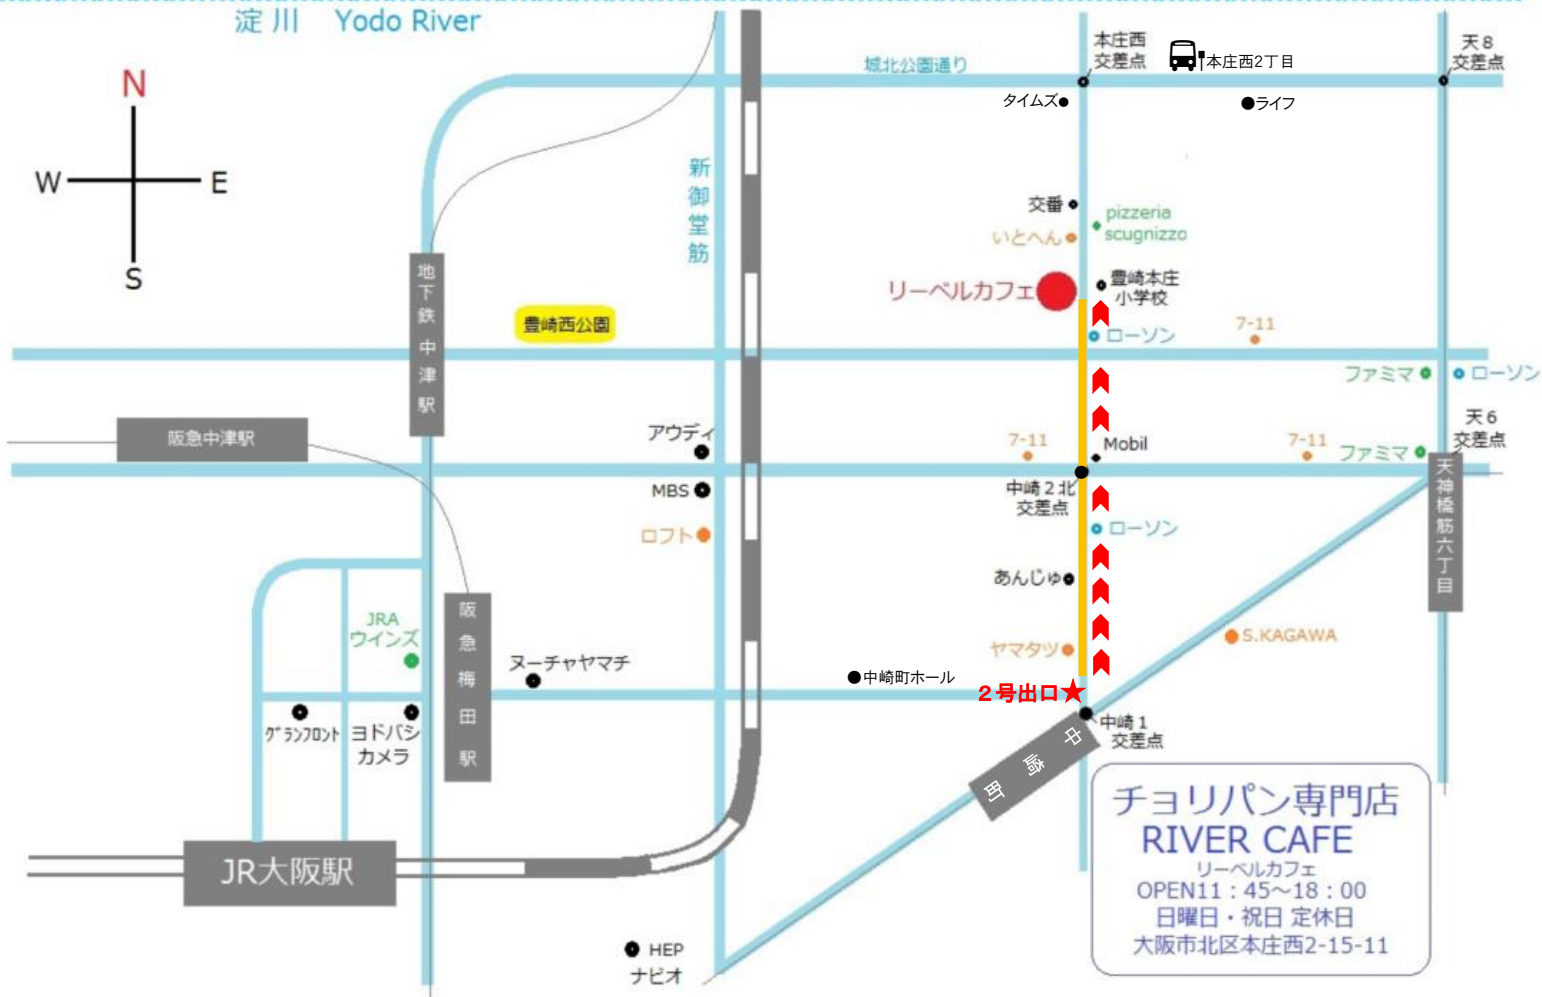 淀川 Yodo River
N
W
E
S
城北公園通り
本庄西
交差点
本庄西2丁目
天8
交差点
タイムズ
ライフ
新御堂筋
交番
pizzeria
scugnizzo
いとへん
リーベルカフェ
豊崎本庄
小学校
地下鉄中津駅
豊崎西公園
ローソン
7-11
ファミマ
ローソン
阪急中津駅
アウディ
7-11
Mobil
7-11
ファミマ
天6
交差点
MBS
中崎2北
交差点
天神橋筋六丁目
ロフト
ローソン
あんじゅ
JRA
ウインズ
阪急梅田駅
ヌーチャヤマチ
ヤマタツ
S.KAGAWA
中崎町ホール
2号出口★
グランフロント
ヨドバシ
カメラ
中崎1
交差点
中崎町
JR大阪駅
チョリパン専門店
RIVER CAFE
リーベルカフェ
OPEN11:45~18:00
日曜日・祝日 定休日
大阪市北区本庄西2-15-11
HEP
ナビオ